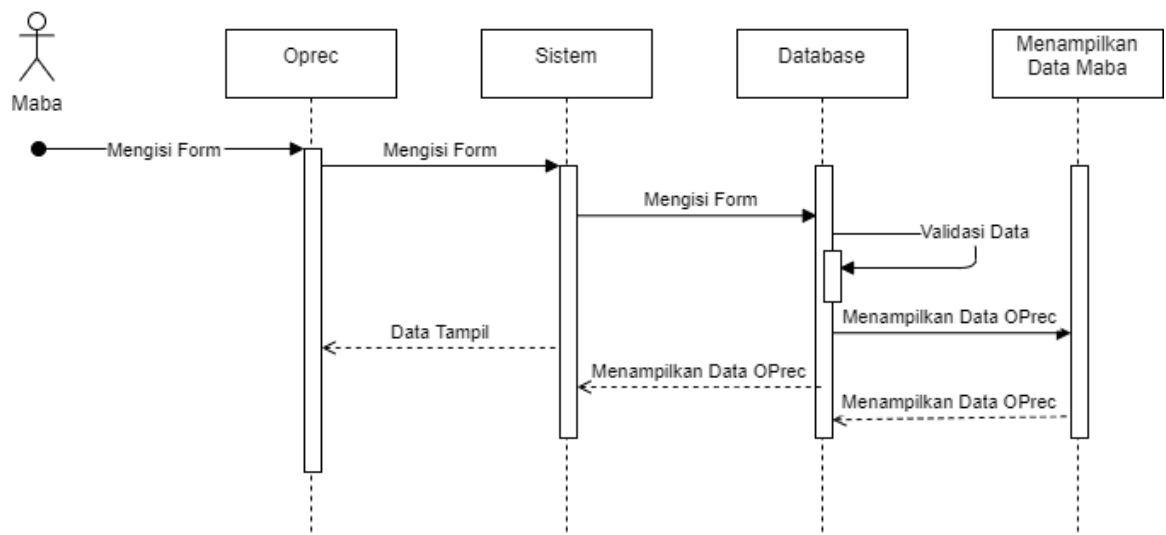 Maba
Oprec
Sistem
Database
Menampilkan
Data Maba
Mengisi Form
Mengisi Form
Mengisi Form
Validasi Data
Menampilkan Data OPrec
Data Tampil
Menampilkan Data OPrec
Menampilkan Data OPrec